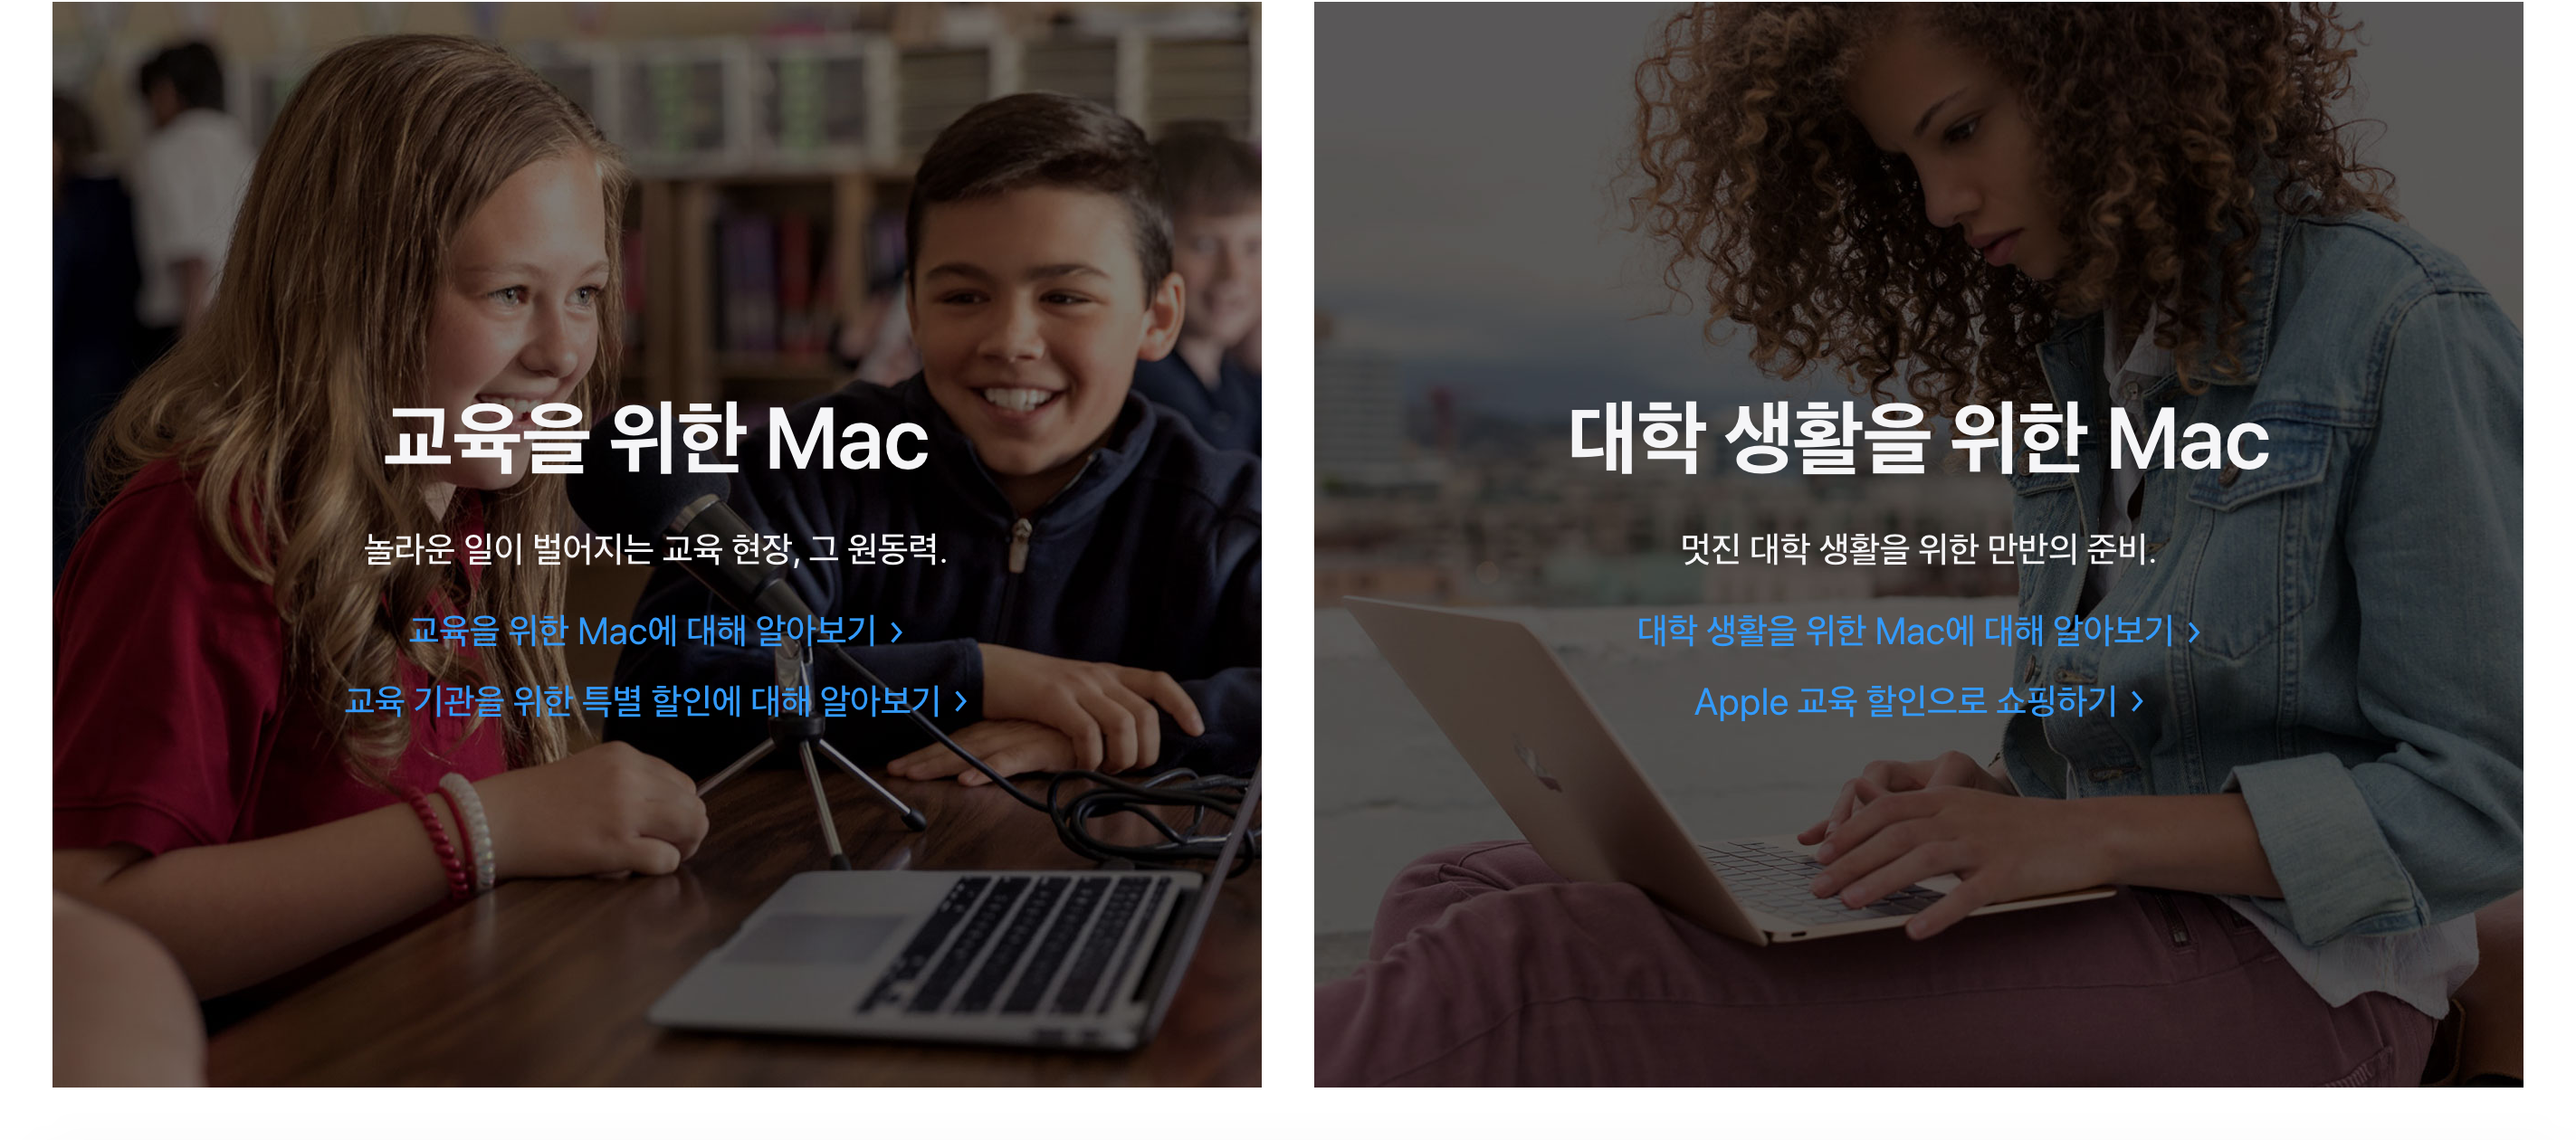 교육을 위한 Mac
놀라운 일이 벌어지는 교육 현장, 그 원동력.
교육을 위한 Mac에 대해 알아보기 >
교육 기관을 위한 특별 할인에 대해 알아보기 >
대학 생활을 위한 Mac
멋진 대학 생활을 위한 만반의 준비.
대학 생활을 위한 Mac에 대해 알아보기 >
Apple 교육 할인으로 쇼핑하기 >